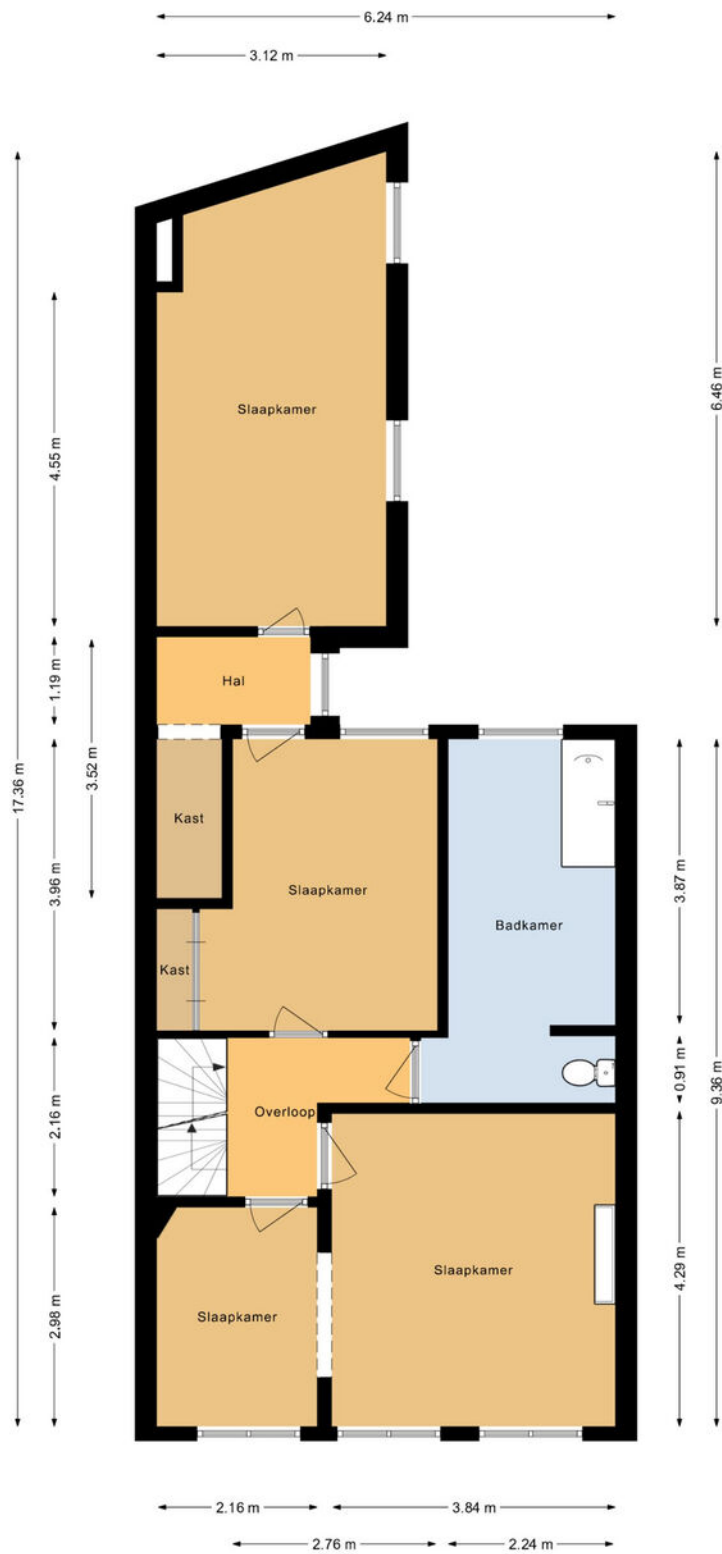 6.24 m
3.12 m
Slaapkamer
4.55 m
6.46 m
17.36 m
1.19 m
Hal
3.52 m
3.96 m
Kast
Slaapkamer
Badkamer
3.87 m
Kast
9.36 m
0.91 m
2.16 m
Overloop
Slaapkamer
4.29 m
Slaapkamer
2.98 m
2.16 m
3.84 m
2.76 m
2.24 m